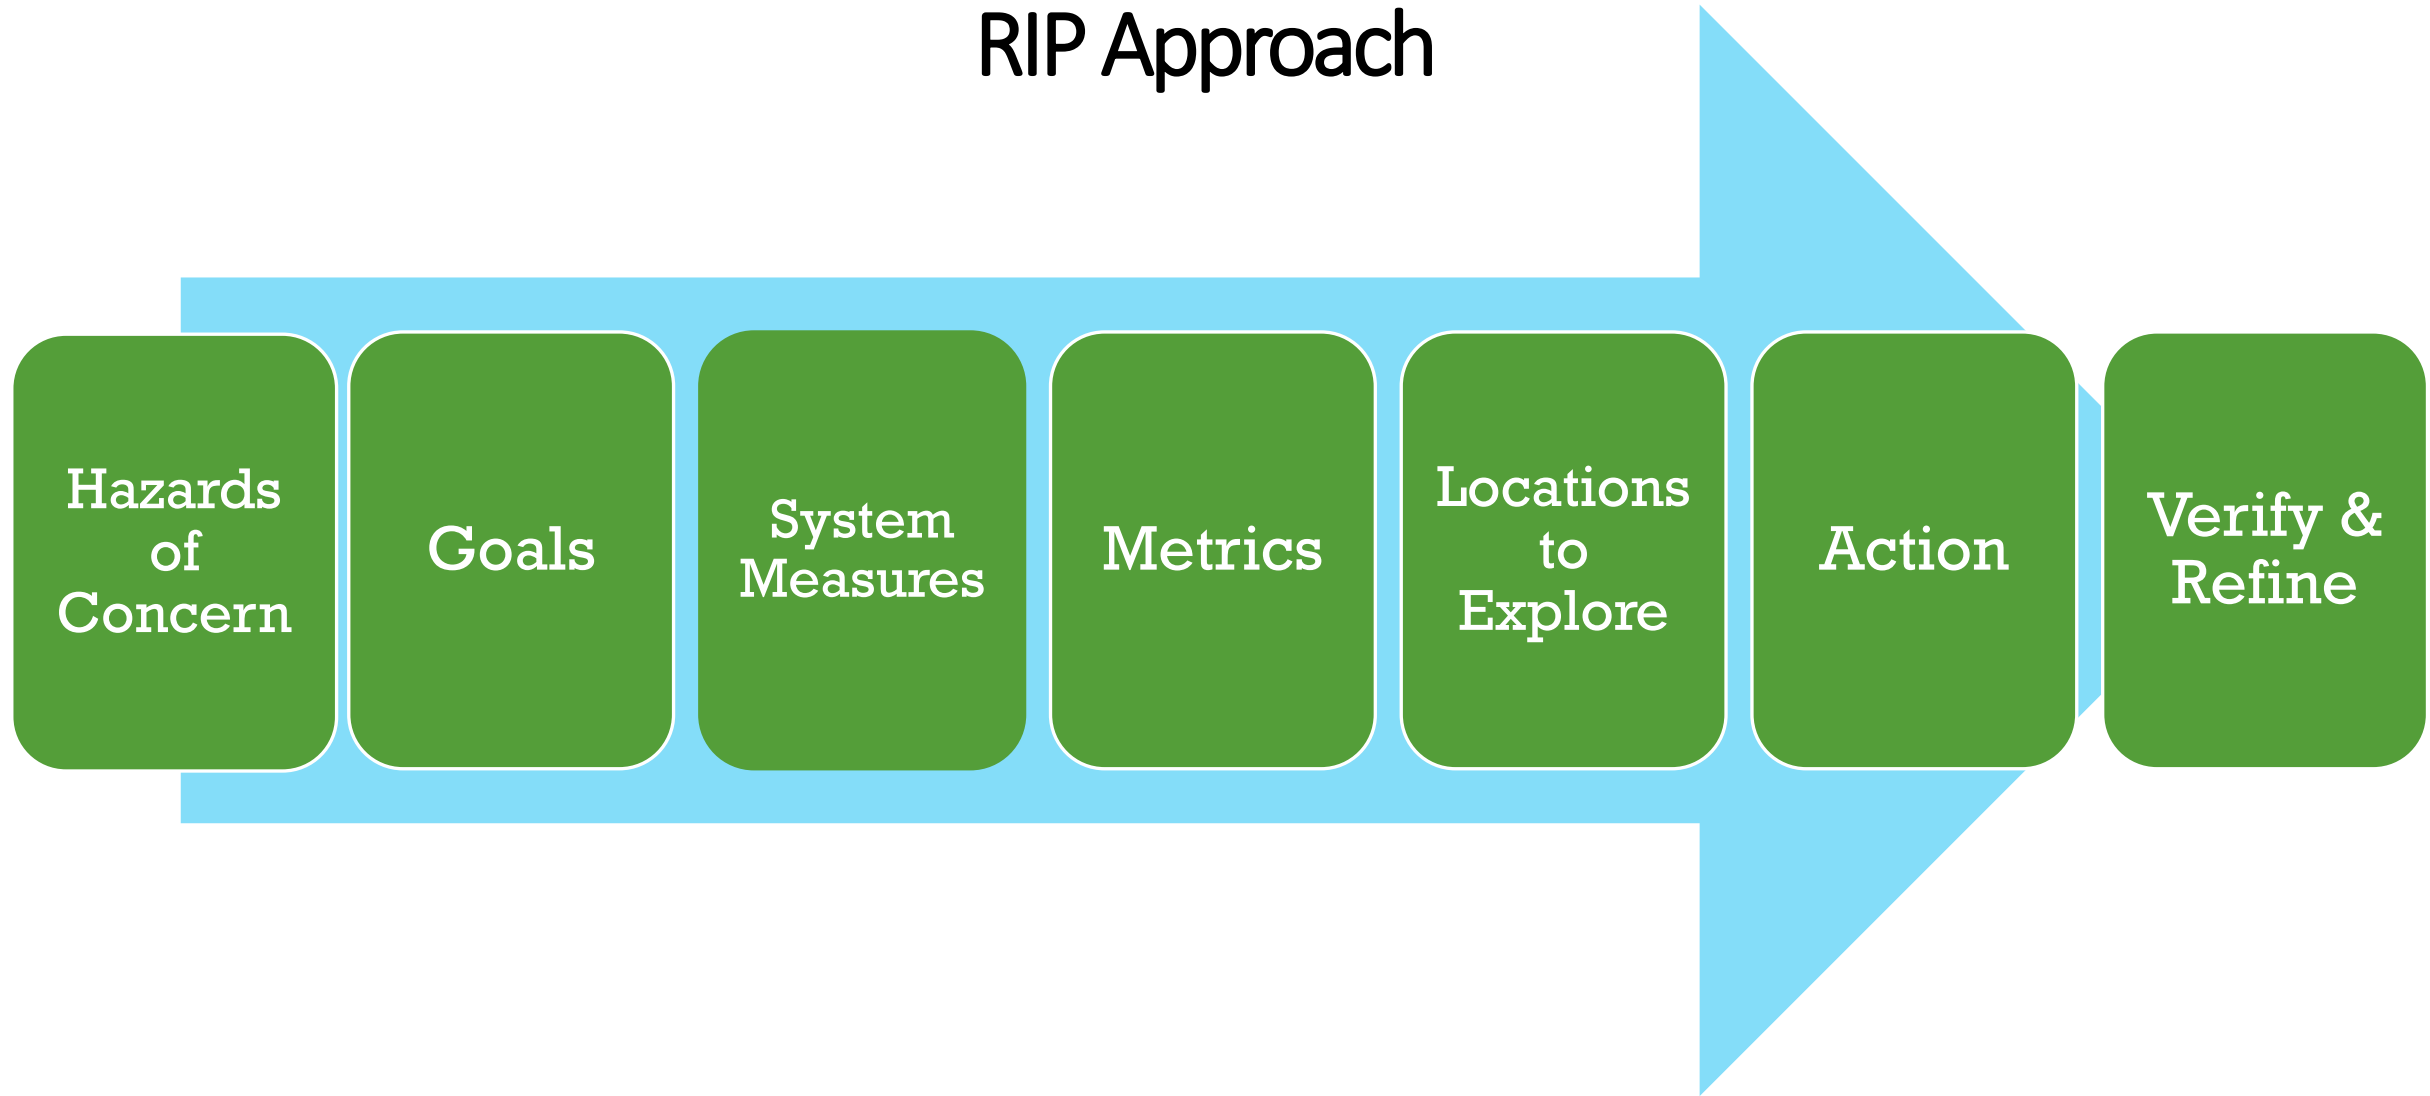 RIP Approach
Hazards
of
Concern
Goals
System
Measures
Metrics
Locations
to
Explore
Action
Verify &
Refine